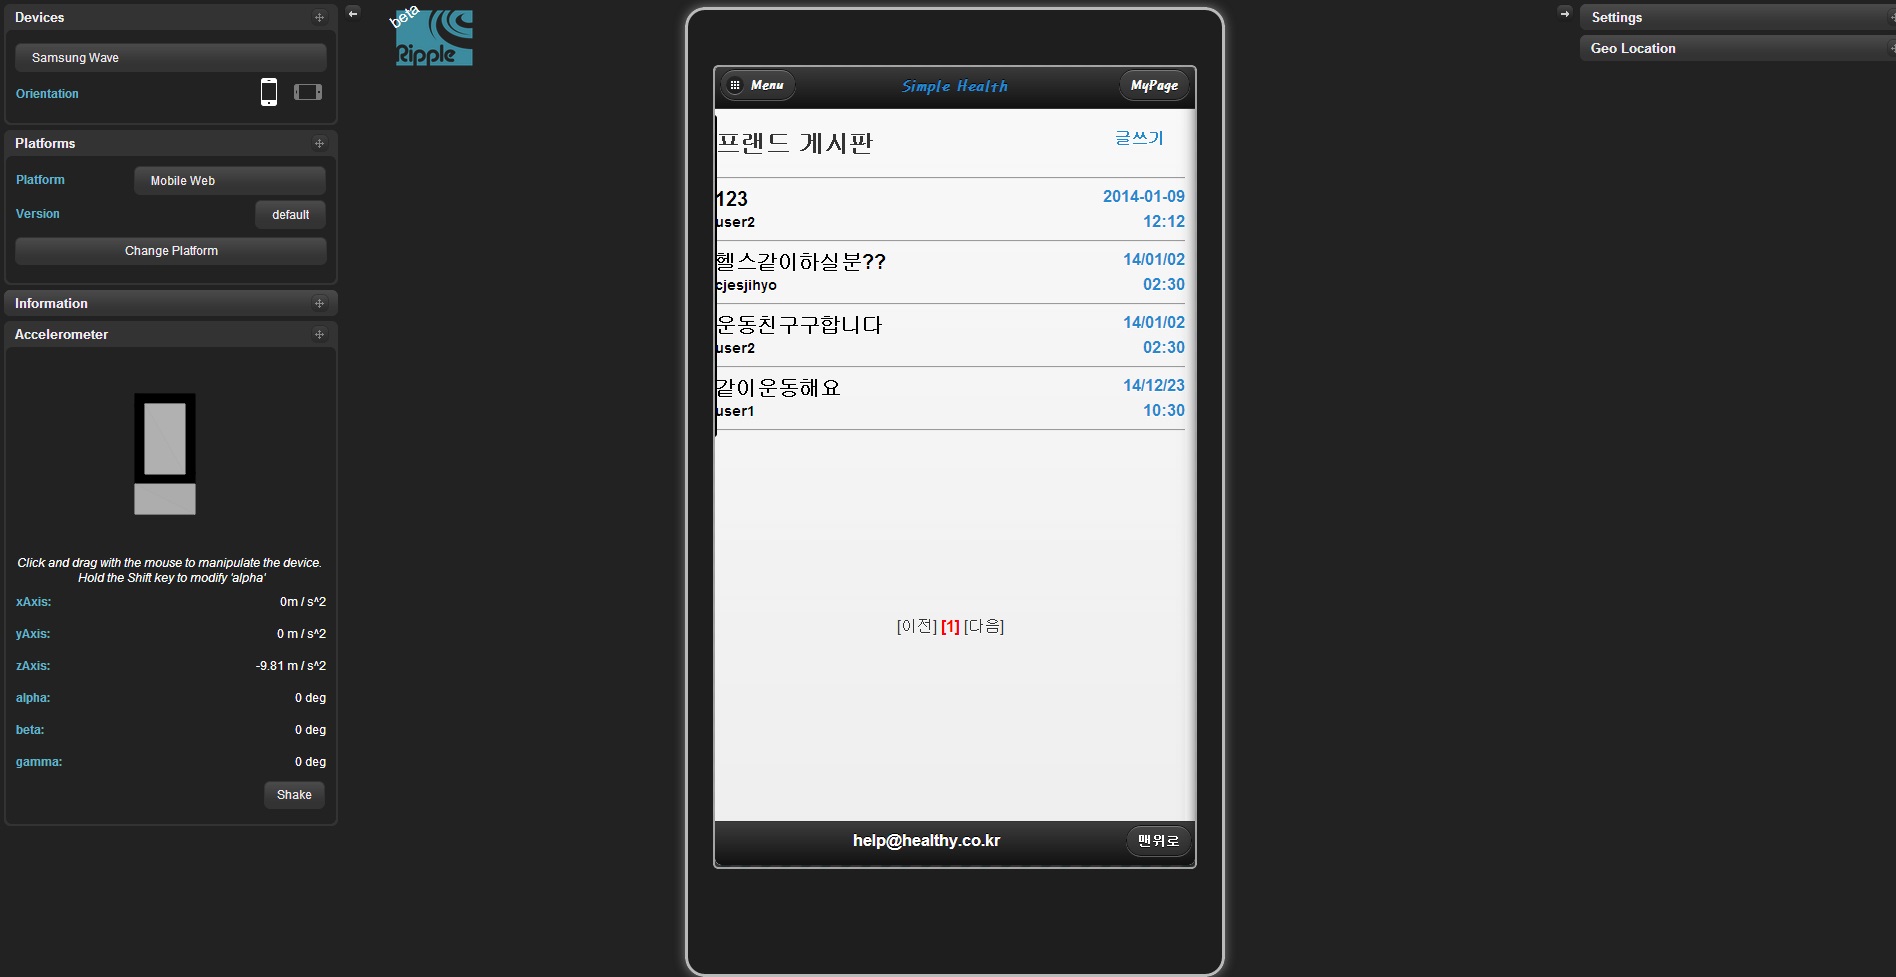 Devices
Samsung Wave
Orientation
Platforms
Platform
Mobile Web
Version
default
Change Platform
Information
Accelerometer
Click and drag with the mouse to manipulate the device.
Hold the Shift key to modify 'alpha'
xAxis: 0m / s^2
yAxis: 0 m / s^2
zAxis: -9.81 m / s^2
alpha: 0 deg
beta: 0 deg
gamma: 0 deg
Shake
beta
Ripple
Menu
Simple Health
MyPage
프랜드 게시판
글쓰기
123
2014-01-09
user2
12:12
헬스같이하실분??
14/01/02
cjesjihyo
02:30
운동친구구합니다
14/01/02
user2
02:30
같이운동해요
14/12/23
user1
10:30
[이전] [1] [다음]
help@healthy.co.kr
맨위로
Settings
Geo Location